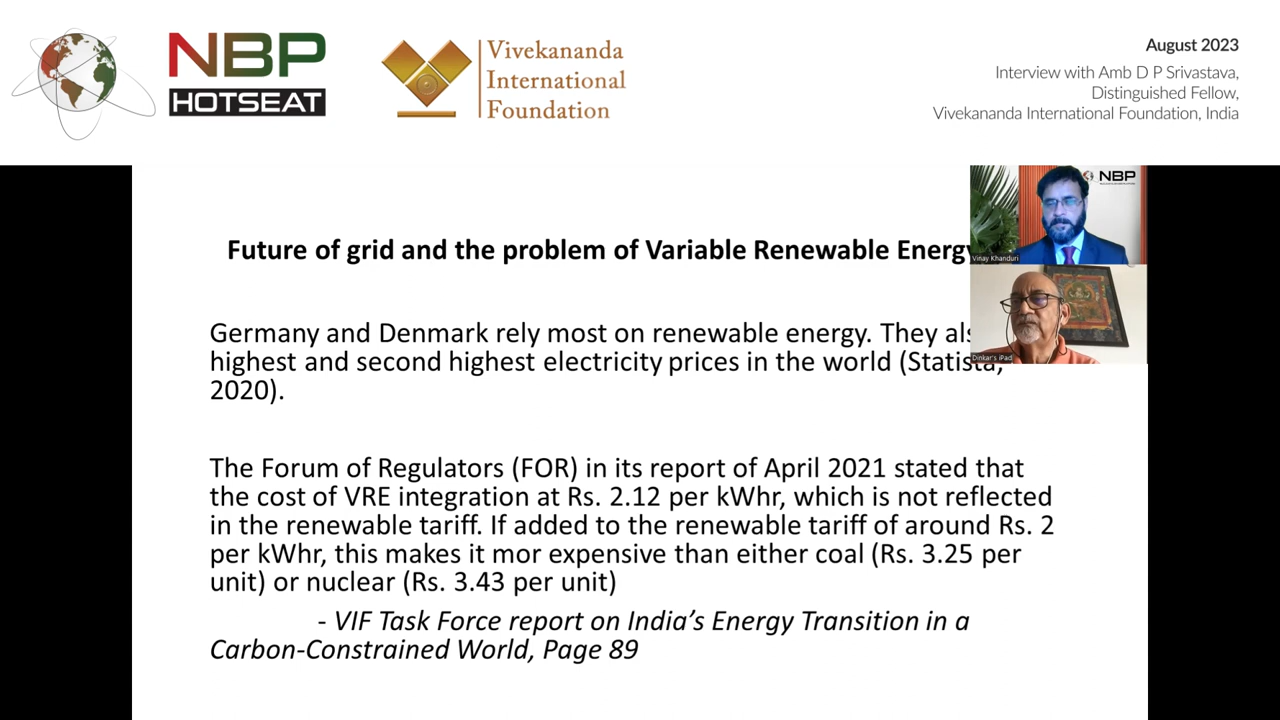 NBP
HOTSEAT
Vivekananda
International
Foundation
August 2023
Interview with Amb D P Srivastava,
Distinguished Fellow,
Vivekananda International Foundation, India
NBP
Vinay Khanduri
Dinkar's iPad
Future of grid and the problem of Variable Renewable Energy
Germany and Denmark rely most on renewable energy. They
highest and second highest electricity prices in the world (Statista,
2020).
The Forum of Regulators (FOR) in its report of April 2021 stated that
the cost of VRE integration at Rs. 2.12 per kWhr, which is not reflected
in the renewable tariff. If added to the renewable tariff of around Rs. 2
per kWhr, this makes it mor expensive than either coal (Rs. 3.25 per
unit) or nuclear (Rs. 3.43 per unit)
- VIF Task Force report on India's Energy Transition in a
Carbon-Constrained World, Page 89